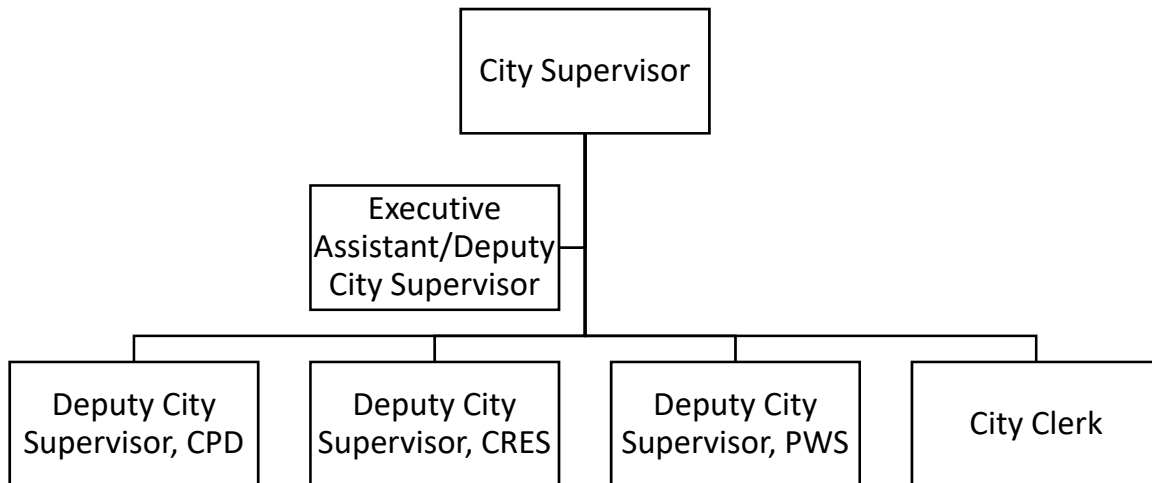 City Supervisor
Executive
Assistant/Deputy
City Supervisor
Deputy City
Supervisor, CPD
Deputy City
Supervisor, CRES
Deputy City
Supervisor, PWS
City Clerk